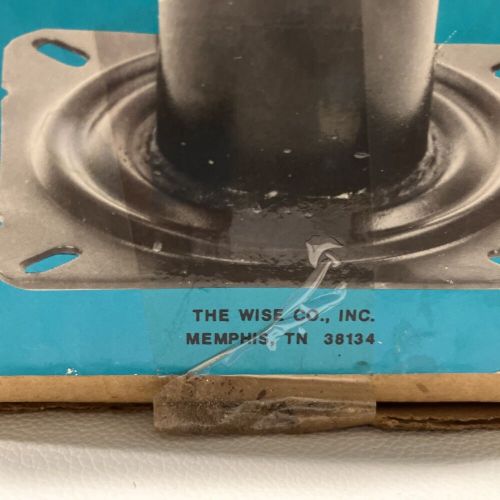 THE WISE CO., INC.
MEMPHIS, TN 38134